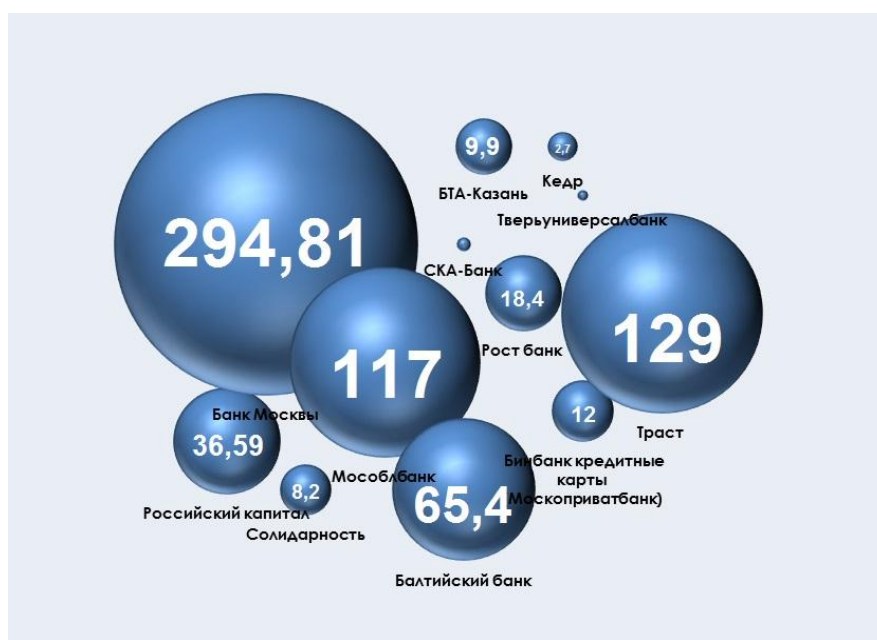 9,9
2,7
Кедр
БТА-Казань
Тверьуниверсалбанк
294,81
СКА-Банк
18,4
129
Рост банк
117
Банк Москвы
12
36,59
Траст
Бинбанк кредитные
карты
Москоприватбанк)
Мособлбанк
8,2
65,4
Российский капитал
Солидарность
Балтийский банк